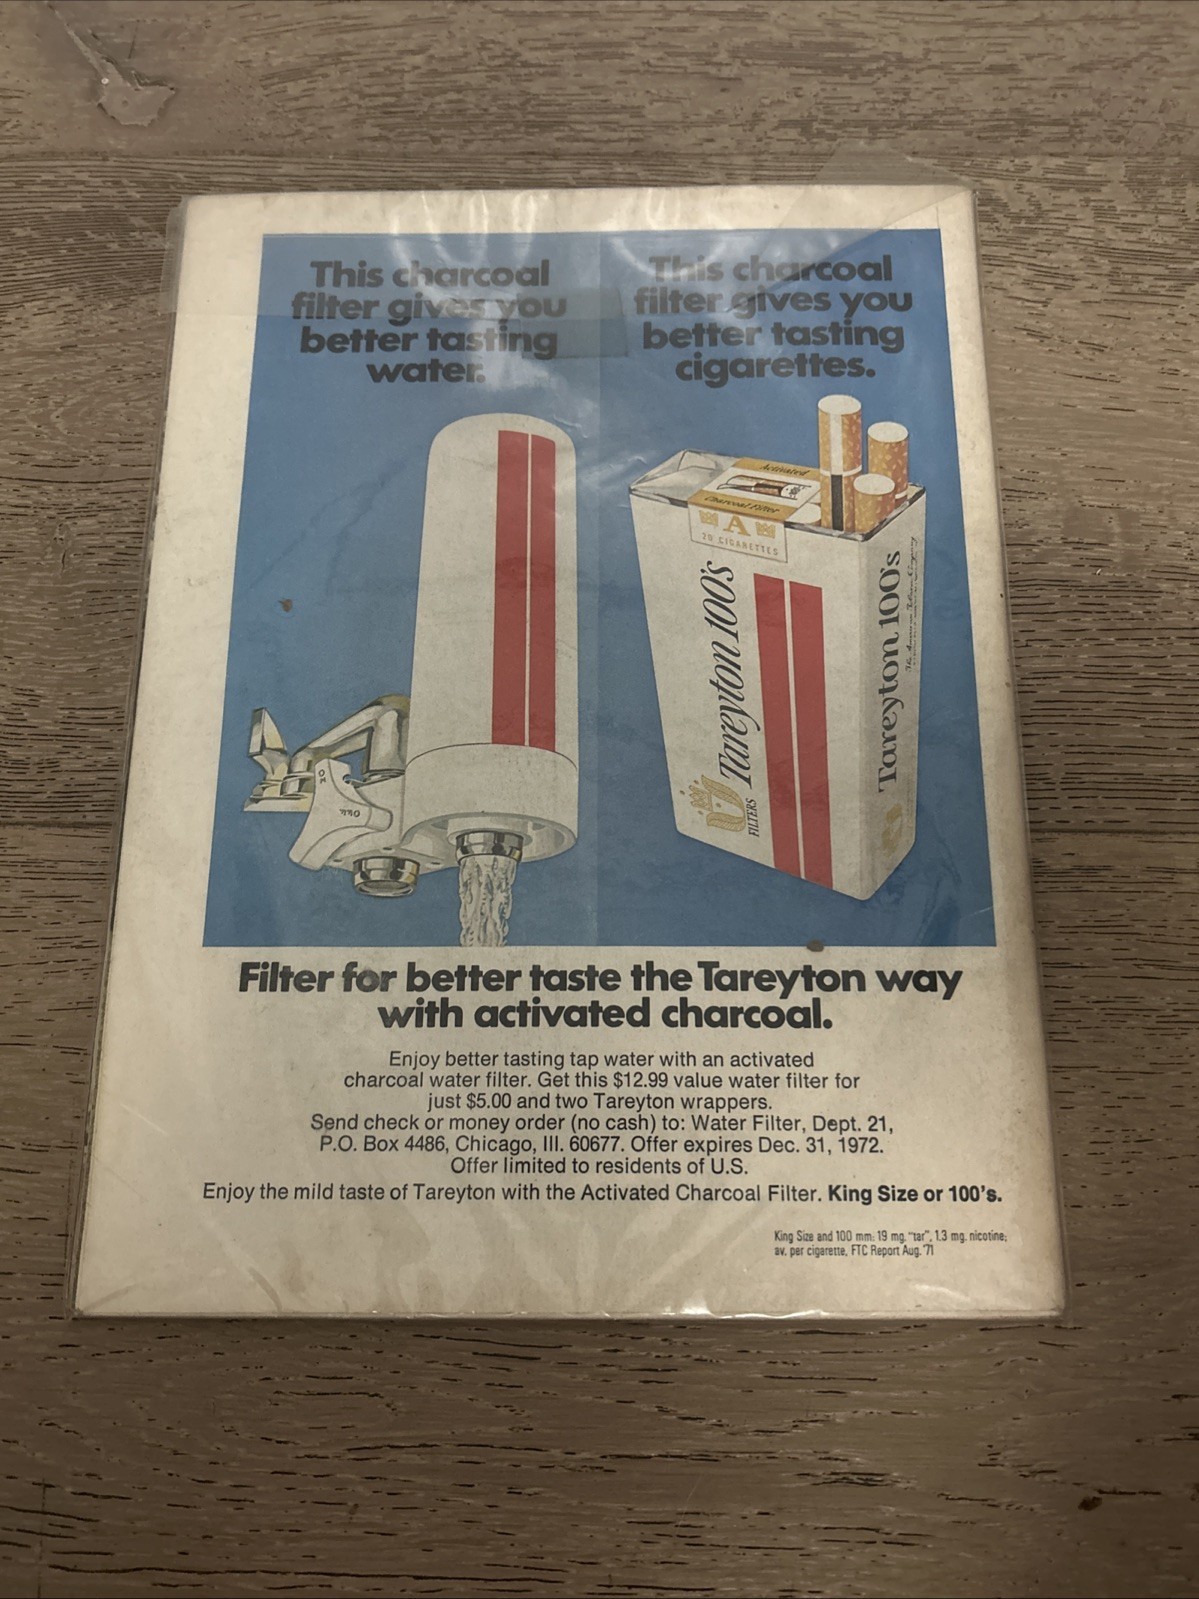 This charcoal
filter gives you
better tasting
water.
This charcoal
filter gives you
better tasting
cigarettes.
Activated
Charcoal Filter
A
20 CIGARETTES
Tareyton 100's
FILTERS
Tareyton 100's
ON
Filter for better taste the Tareyton way
with activated charcoal.
Enjoy better tasting tap water with an activated
charcoal water filter. Get this $12.99 value water filter for
just $5.00 and two Tareyton wrappers.
Send check or money order (no cash) to: Water Filter, Dept. 21,
P.O. Box 4486, Chicago, Ill. 60677. Offer expires Dec. 31, 1972.
Offer limited to residents of U.S.
Enjoy the mild taste of Tareyton with the Activated Charcoal Filter. King Size or 100's.
King Size and 100 mm: 19 mg. "tar", 1.3 mg. nicotine;
av. per cigarette, FTC Report Aug. '71